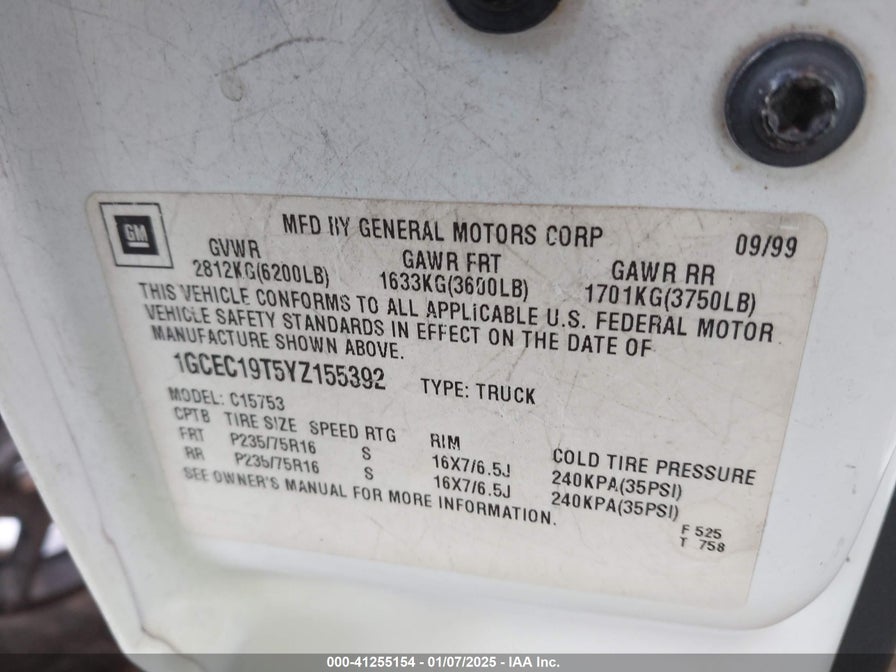 GM
MFD BY GENERAL MOTORS CORP 09/99
GVWR GAWR FRT GAWR RR
2812KG(6200LB) 1633KG(3600LB) 1701KG(3750LB)
THIS VEHICLE CONFORMS TO ALL APPLICABLE U.S. FEDERAL MOTOR
VEHICLE SAFETY STANDARDS IN EFFECT ON THE DATE OF
MANUFACTURE SHOWN ABOVE.
1GCEC19T5YZ155392 TYPE: TRUCK
MODEL: C15753
CPTB TIRE SIZE SPEED RTG RIM COLD TIRE PRESSURE
FRT P235/75R16 S 16X7/6.5J 240KPA(35PSI)
RR P235/75R16 S 16X7/6.5J 240KPA(35PSI)
SEE OWNER'S MANUAL FOR MORE INFORMATION.
F 525
T 758
000-41255154 - 01/07/2025 - IAA Inc.